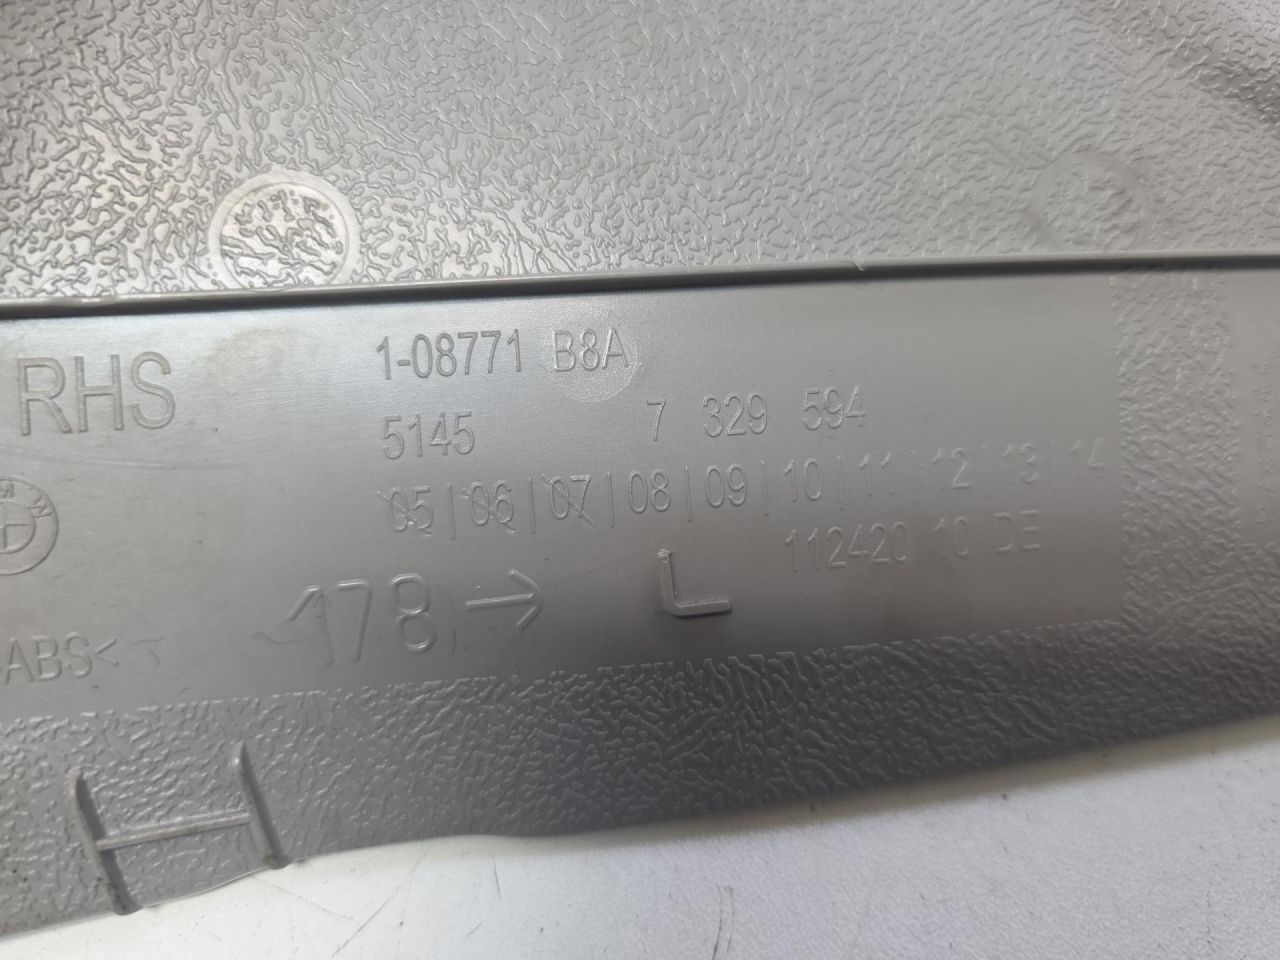 RHS
1-08771 B8A
5145 7 329 594
05|06|07|08|09|10|11|12|13|14
112420 10 DE
178→ L
ABS<